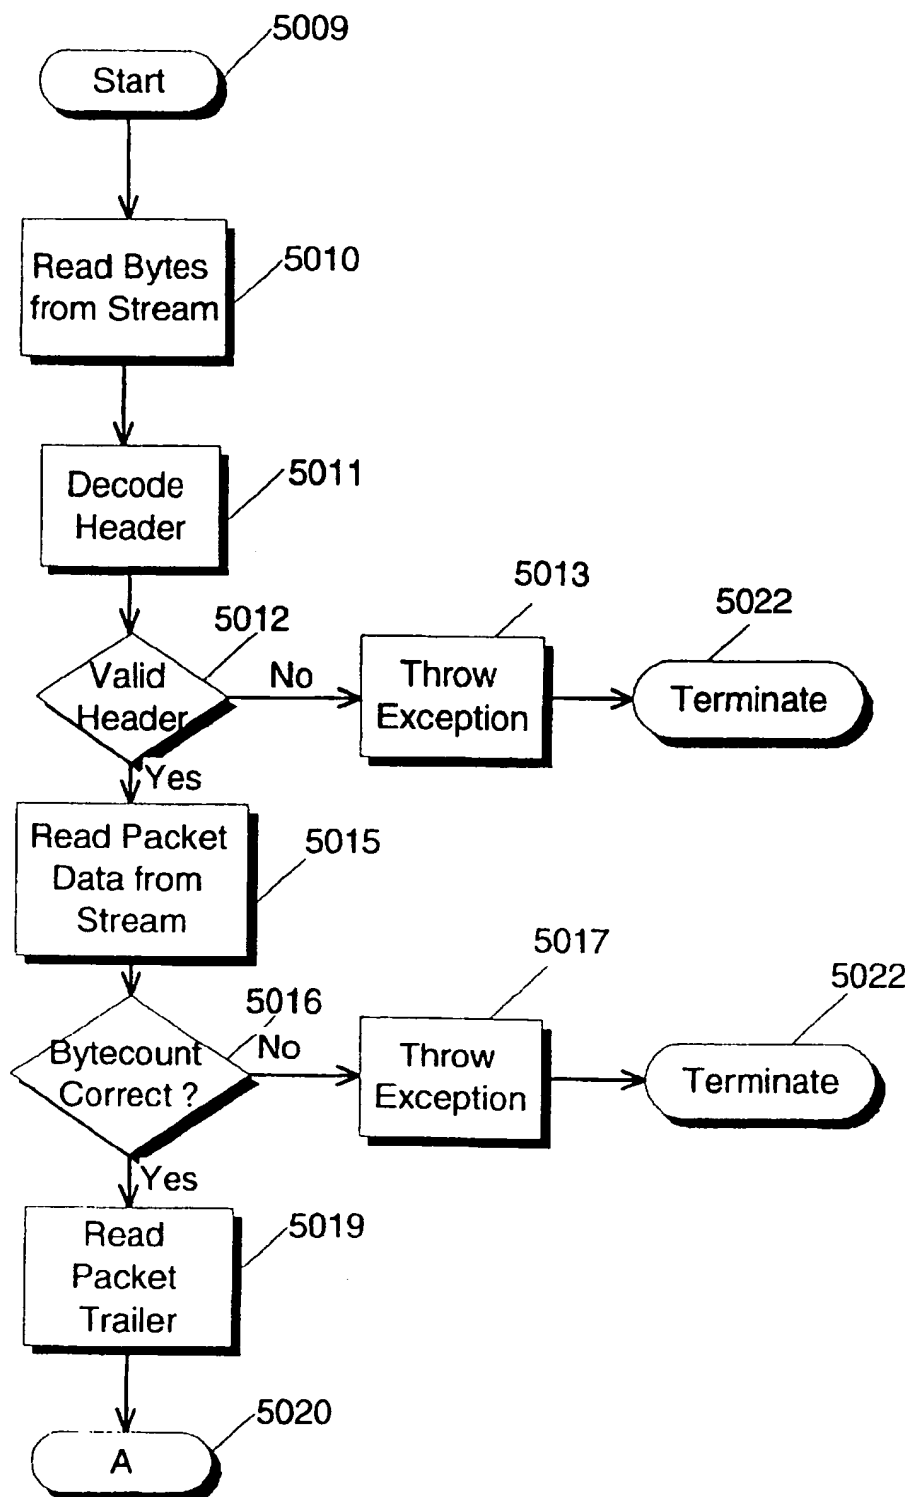 5009
Start
Read Bytes
from Stream
5010
Decode
Header
5011
Valid
Header
5012
No
5013
Throw
Exception
5022
Terminate
Yes
Read Packet
Data from
Stream
5015
Bytecount
Correct ?
5016
No
5017
Throw
Exception
5022
Terminate
Yes
Read
Packet
Trailer
5019
5020
A